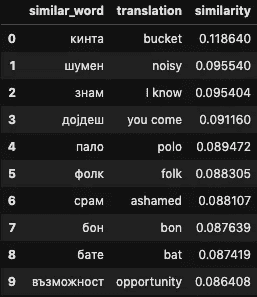 similar_word translation similarity
0 кинта bucket 0.118640
1 шумен noisy 0.095540
2 знам I know 0.095404
3 дојдеш you come 0.091160
4 пало polo 0.089472
5 фолк folk 0.088305
6 срам ashamed 0.088107
7 бон bon 0.087639
8 бате bat 0.087419
9 възможност opportunity 0.086408